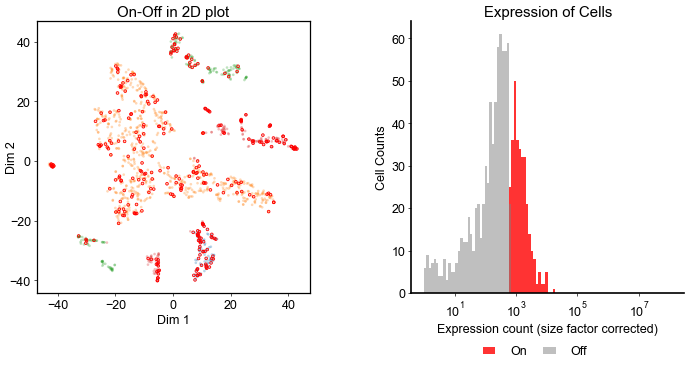 On-Off in 2D plot
40
20
0
−20
−40
Dim 2
−40 −20 0 20 40
Dim 1
Expression of Cells
60
50
40
30
20
10
0
Cell Counts
10^1 10^3 10^5 10^7
Expression count (size factor corrected)
On Off